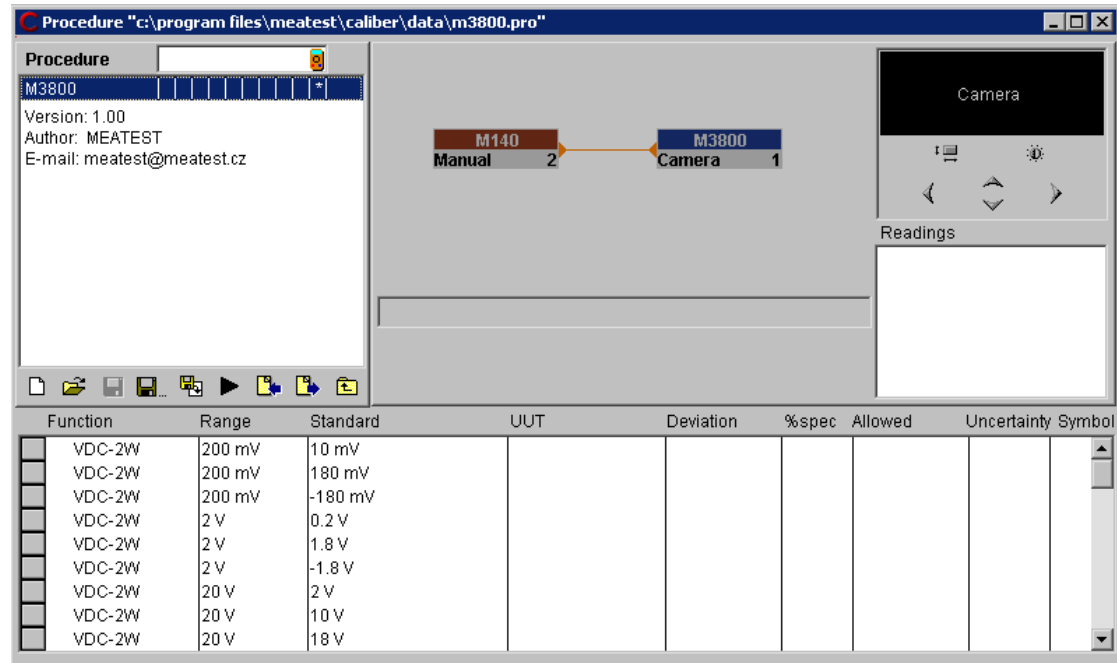 Procedure "c:\program files\meatest\caliber\data\m3800.pro"
Procedure
M3800 *
Version: 1.00
Author: MEATEST
E-mail: meatest@meatest.cz
M140
Manual 2
M3800
Camera 1
Camera
Readings
Function Range Standard UUT Deviation %spec Allowed Uncertainty Symbol
VDC-2W 200 mV 10 mV
VDC-2W 200 mV 180 mV
VDC-2W 200 mV -180 mV
VDC-2W 2 V 0.2 V
VDC-2W 2 V 1.8 V
VDC-2W 2 V -1.8 V
VDC-2W 20 V 2 V
VDC-2W 20 V 10 V
VDC-2W 20 V 18 V